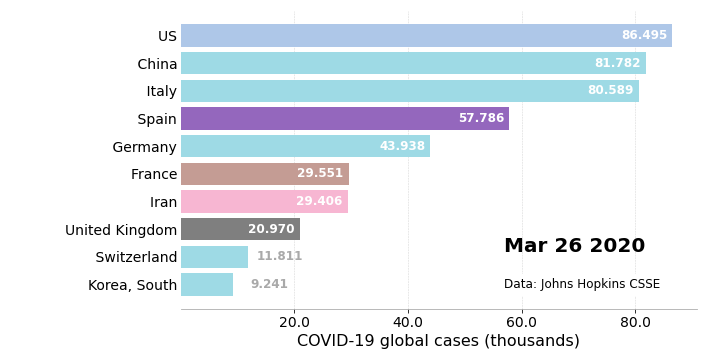 US 86.495
China 81.782
Italy 80.589
Spain 57.786
Germany 43.938
France 29.551
Iran 29.406
United Kingdom 20.970
Mar 26 2020
Switzerland 11.811
Korea, South 9.241
Data: Johns Hopkins CSSE
20.0 40.0 60.0 80.0
COVID-19 global cases (thousands)